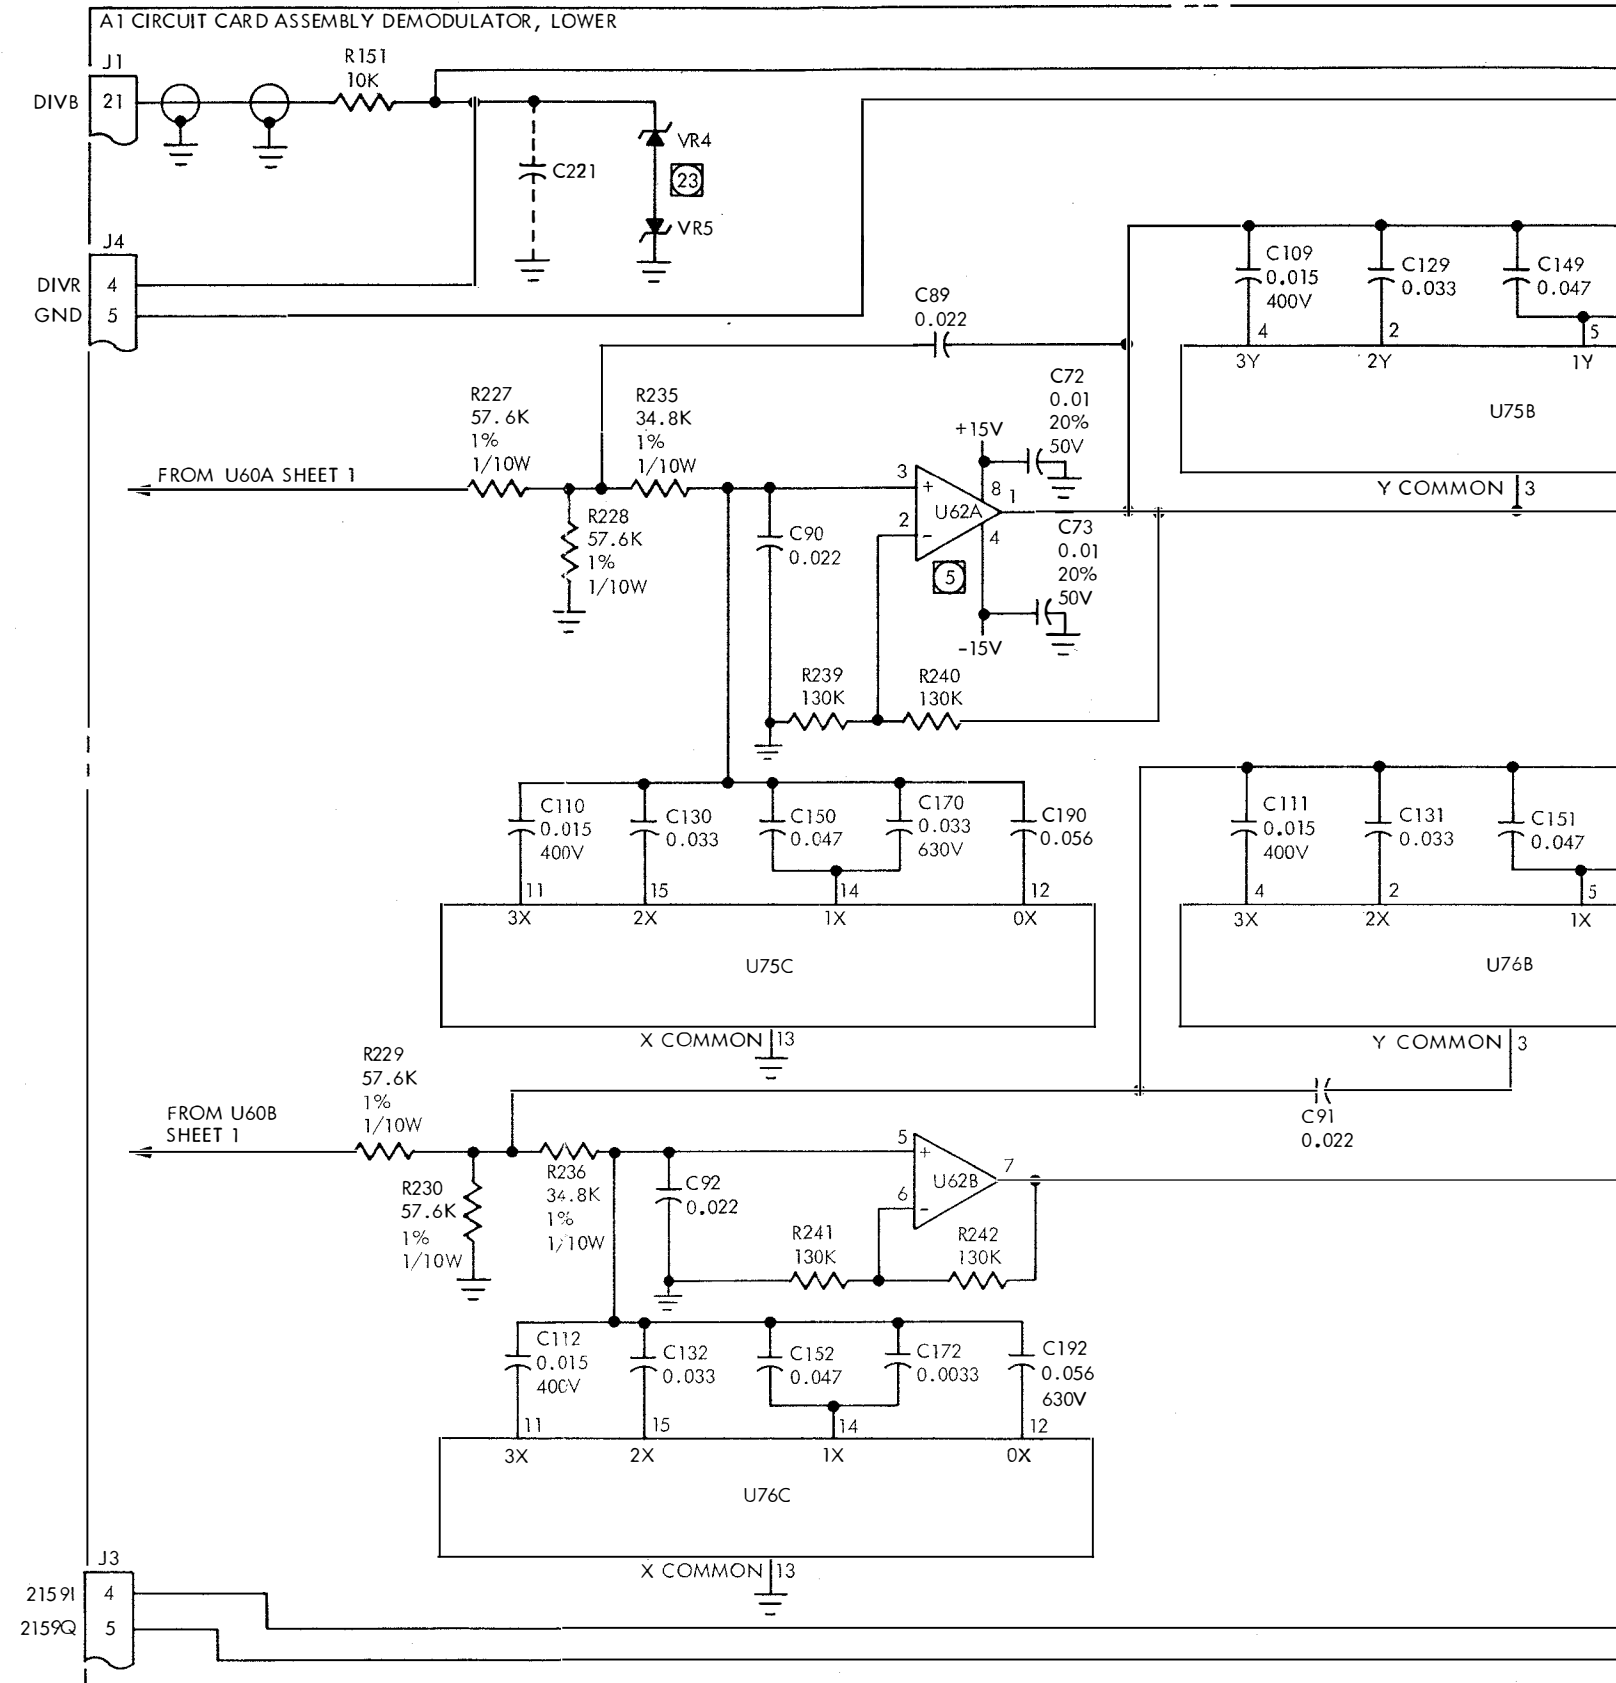 A1 CIRCUIT CARD ASSEMBLY DEMODULATOR, LOWER
J1
DIVB
21
R151
10K
C221
VR4
23
VR5
J4
DIVR
4
GND
5
C89
0.022
C109
0.015
400V
4
C129
0.033
2
C149
0.047
5
3Y
2Y
1Y
U75B
Y COMMON
3
R227
57.6K
1%
1/10W
R235
34.8K
1%
1/10W
FROM U60A SHEET 1
R228
57.6K
1%
1/10W
C90
0.022
+15V
C72
0.01
20%
50V
3
+
8
1
U62A
2
-
4
5
C73
0.01
20%
50V
-15V
R239
130K
R240
130K
C110
0.015
400V
C130
0.033
C150
0.047
C170
0.033
630V
C190
0.056
11
15
14
12
3X
2X
1X
0X
U75C
X COMMON
13
C111
0.015
400V
C131
0.033
C151
0.047
4
2
5
3X
2X
1X
U76B
Y COMMON
3
C91
0.022
R229
57.6K
1%
1/10W
FROM U60B
SHEET 1
R230
57.6K
1%
1/10W
R236
34.8K
1%
1/10W
C92
0.022
5
+
U62B
7
6
-
R241
130K
R242
130K
C112
0.015
400V
C132
0.033
C152
0.047
C172
0.0033
C192
0.056
630V
11
15
14
12
3X
2X
1X
0X
U76C
X COMMON
13
J3
2159I
4
2159Q
5